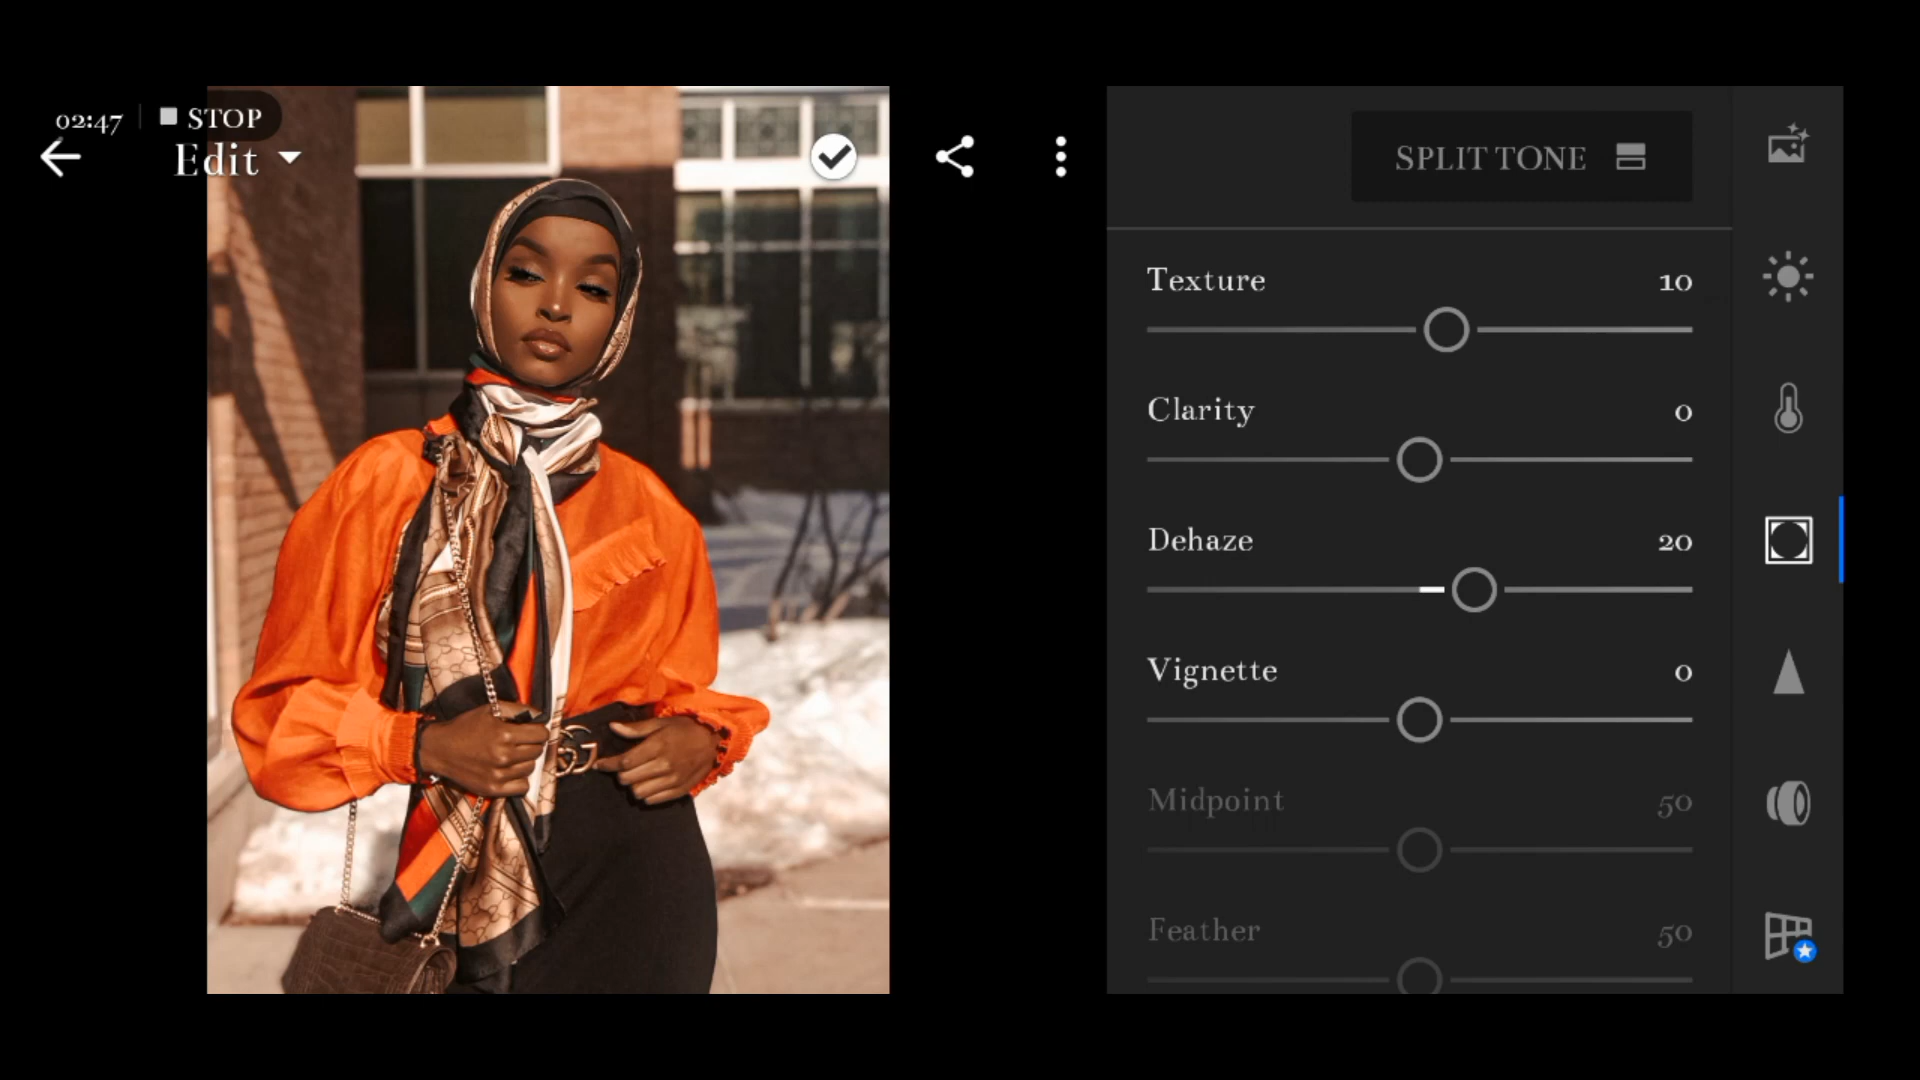 02:47
STOP
Edit
SPLIT TONE
Texture 10
Clarity 0
Dehaze 20
Vignette 0
Midpoint 50
Feather 50